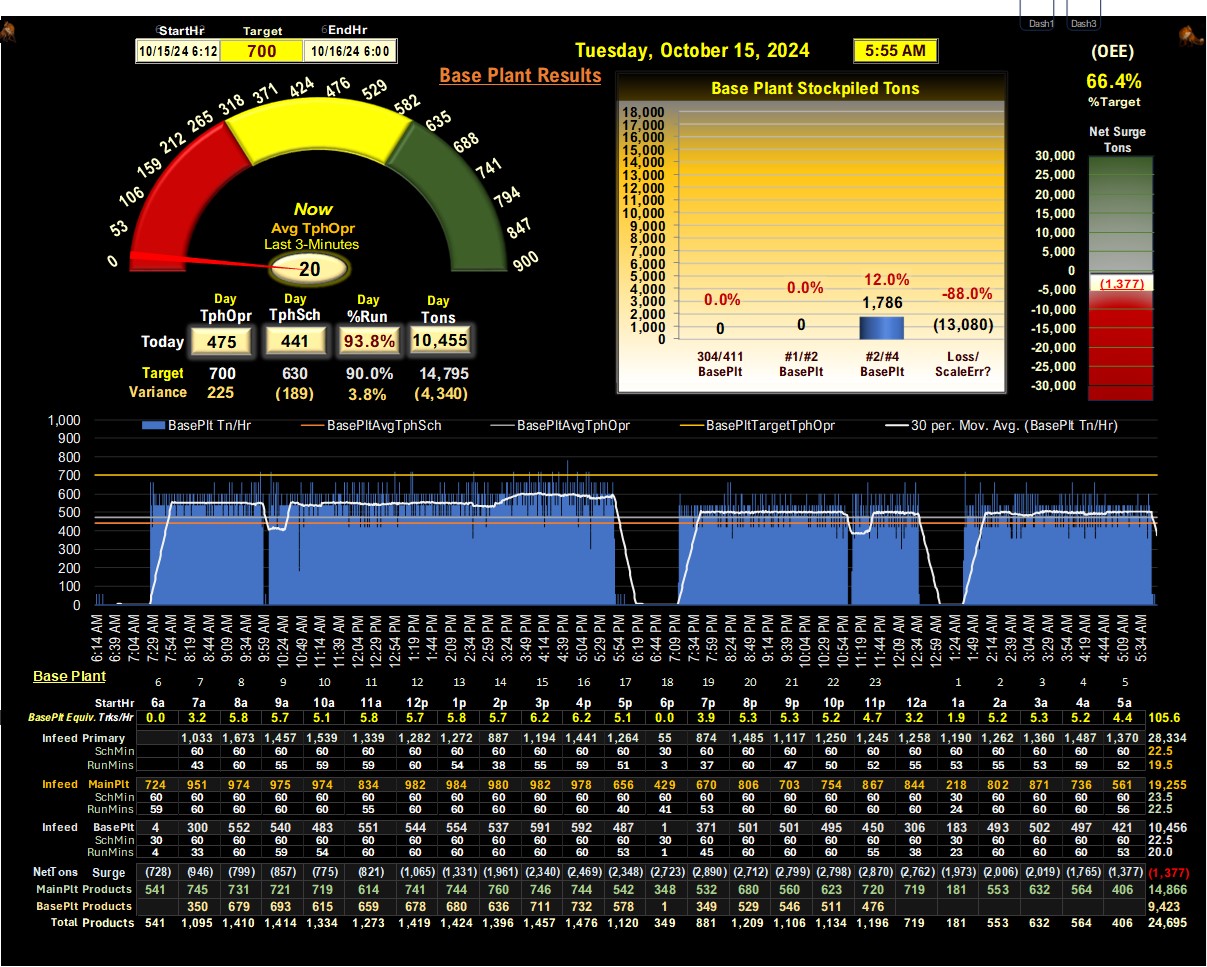 Dash1 Dash3
StartHr Target EndHr
10/15/24 6:12 700 10/16/24 6:00
Tuesday, October 15, 2024 5:55 AM
(OEE)
66.4%
%Target
Base Plant Results
Base Plant Stockpiled Tons
Net Surge
Tons
0 53 106 159 212 265 318 371 424 476 529 582 635 688 741 794 847 900
Now
Avg TphOpr
Last 3-Minutes
20
18,000
17,000
16,000
15,000
14,000
13,000
12,000
11,000
10,000
9,000
8,000
7,000
6,000
5,000
4,000
3,000
2,000
1,000
0
0.0% 0.0% 12.0% -88.0%
0 0 1,786 (13,080)
304/411 #1/#2 #2/#4 Loss/
BasePlt BasePlt BasePlt ScaleErr?
30,000
25,000
20,000
15,000
10,000
5,000
0
-5,000
-10,000
-15,000
-20,000
-25,000
-30,000
(1,377)
Day Day Day Day
TphOpr TphSch %Run Tons
Today 475 441 93.8% 10,455
Target 700 630 90.0% 14,795
Variance 225 (189) 3.8% (4,340)
BasePlt Tn/Hr BasePltAvgTphSch BasePltAvgTphOpr BasePltTargetTphOpr 30 per. Mov. Avg. (BasePlt Tn/Hr)
1,000
900
800
700
600
500
400
300
200
100
0
6:14 AM 6:39 AM 7:04 AM 7:29 AM 7:54 AM 8:19 AM 8:44 AM 9:09 AM 9:34 AM 9:59 AM 10:24 AM 10:49 AM 11:14 AM 11:39 AM 12:04 PM 12:29 PM 12:54 PM 1:19 PM 1:44 PM 2:09 PM 2:34 PM 2:59 PM 3:24 PM 3:49 PM 4:14 PM 4:39 PM 5:04 PM 5:29 PM 5:54 PM 6:19 PM 6:44 PM 7:09 PM 7:34 PM 7:59 PM 8:24 PM 8:49 PM 9:14 PM 9:39 PM 10:04 PM 10:29 PM 10:54 PM 11:19 PM 11:44 PM 12:09 AM 12:34 AM 12:59 AM 1:24 AM 1:49 AM 2:14 AM 2:39 AM 3:04 AM 3:29 AM 3:54 AM 4:19 AM 4:44 AM 5:09 AM 5:34 AM
Base Plant 6 7 8 9 10 11 12 13 14 15 16 17 18 19 20 21 22 23 1 2 3 4 5
StartHr 6a 7a 8a 9a 10a 11a 12p 1p 2p 3p 4p 5p 6p 7p 8p 9p 10p 11p 12a 1a 2a 3a 4a 5a
BasePlt Equiv. Trks/Hr 0.0 3.2 5.8 5.7 5.1 5.8 5.7 5.8 5.7 6.2 6.2 5.1 0.0 3.9 5.3 5.3 5.2 4.7 3.2 1.9 5.2 5.3 5.2 4.4 105.6
Infeed Primary 1,033 1,673 1,457 1,539 1,339 1,282 1,272 887 1,194 1,441 1,264 55 874 1,485 1,117 1,250 1,245 1,258 1,190 1,262 1,360 1,487 1,370 28,334
SchMin 60 60 60 60 60 60 60 60 60 60 60 30 60 60 60 60 60 60 60 60 60 60 60 22.5
RunMins 43 60 55 59 59 60 54 38 55 59 51 3 37 60 47 50 52 55 53 55 53 59 52 19.5
Infeed MainPlt 724 951 974 975 974 834 982 984 980 982 978 656 429 670 806 703 754 867 844 218 802 871 736 561 19,255
SchMin 60 60 60 60 60 60 60 60 60 60 60 60 60 60 60 60 60 60 60 30 60 60 60 60 23.5
RunMins 59 60 60 60 60 55 60 60 60 60 60 40 41 53 60 60 60 60 60 24 60 60 60 56 22.5
Infeed BasePlt 4 300 552 540 483 551 544 554 537 591 592 487 1 371 501 501 495 450 306 183 493 502 497 421 10,456
SchMin 30 60 60 60 60 60 60 60 60 60 60 60 30 60 60 60 60 60 60 30 60 60 60 60 22.5
RunMins 4 33 60 59 54 60 60 60 60 60 60 53 1 45 60 60 60 55 38 23 60 60 60 53 20.0
NetTons Surge (728) (946) (799) (857) (775) (821) (1,065) (1,331) (1,961) (2,340) (2,469) (2,348) (2,723) (2,890) (2,712) (2,799) (2,798) (2,870) (2,762) (1,973) (2,006) (2,019) (1,765) (1,377) (1,377)
MainPlt Products 541 745 731 721 719 614 741 744 760 746 744 542 348 532 680 560 623 720 719 181 553 632 564 406 14,866
BasePlt Products 350 679 693 615 659 678 680 636 711 732 578 1 349 529 546 511 476 9,423
Total Products 541 1,095 1,410 1,414 1,334 1,273 1,419 1,424 1,396 1,457 1,476 1,120 349 881 1,209 1,106 1,134 1,196 719 181 553 632 564 406 24,695